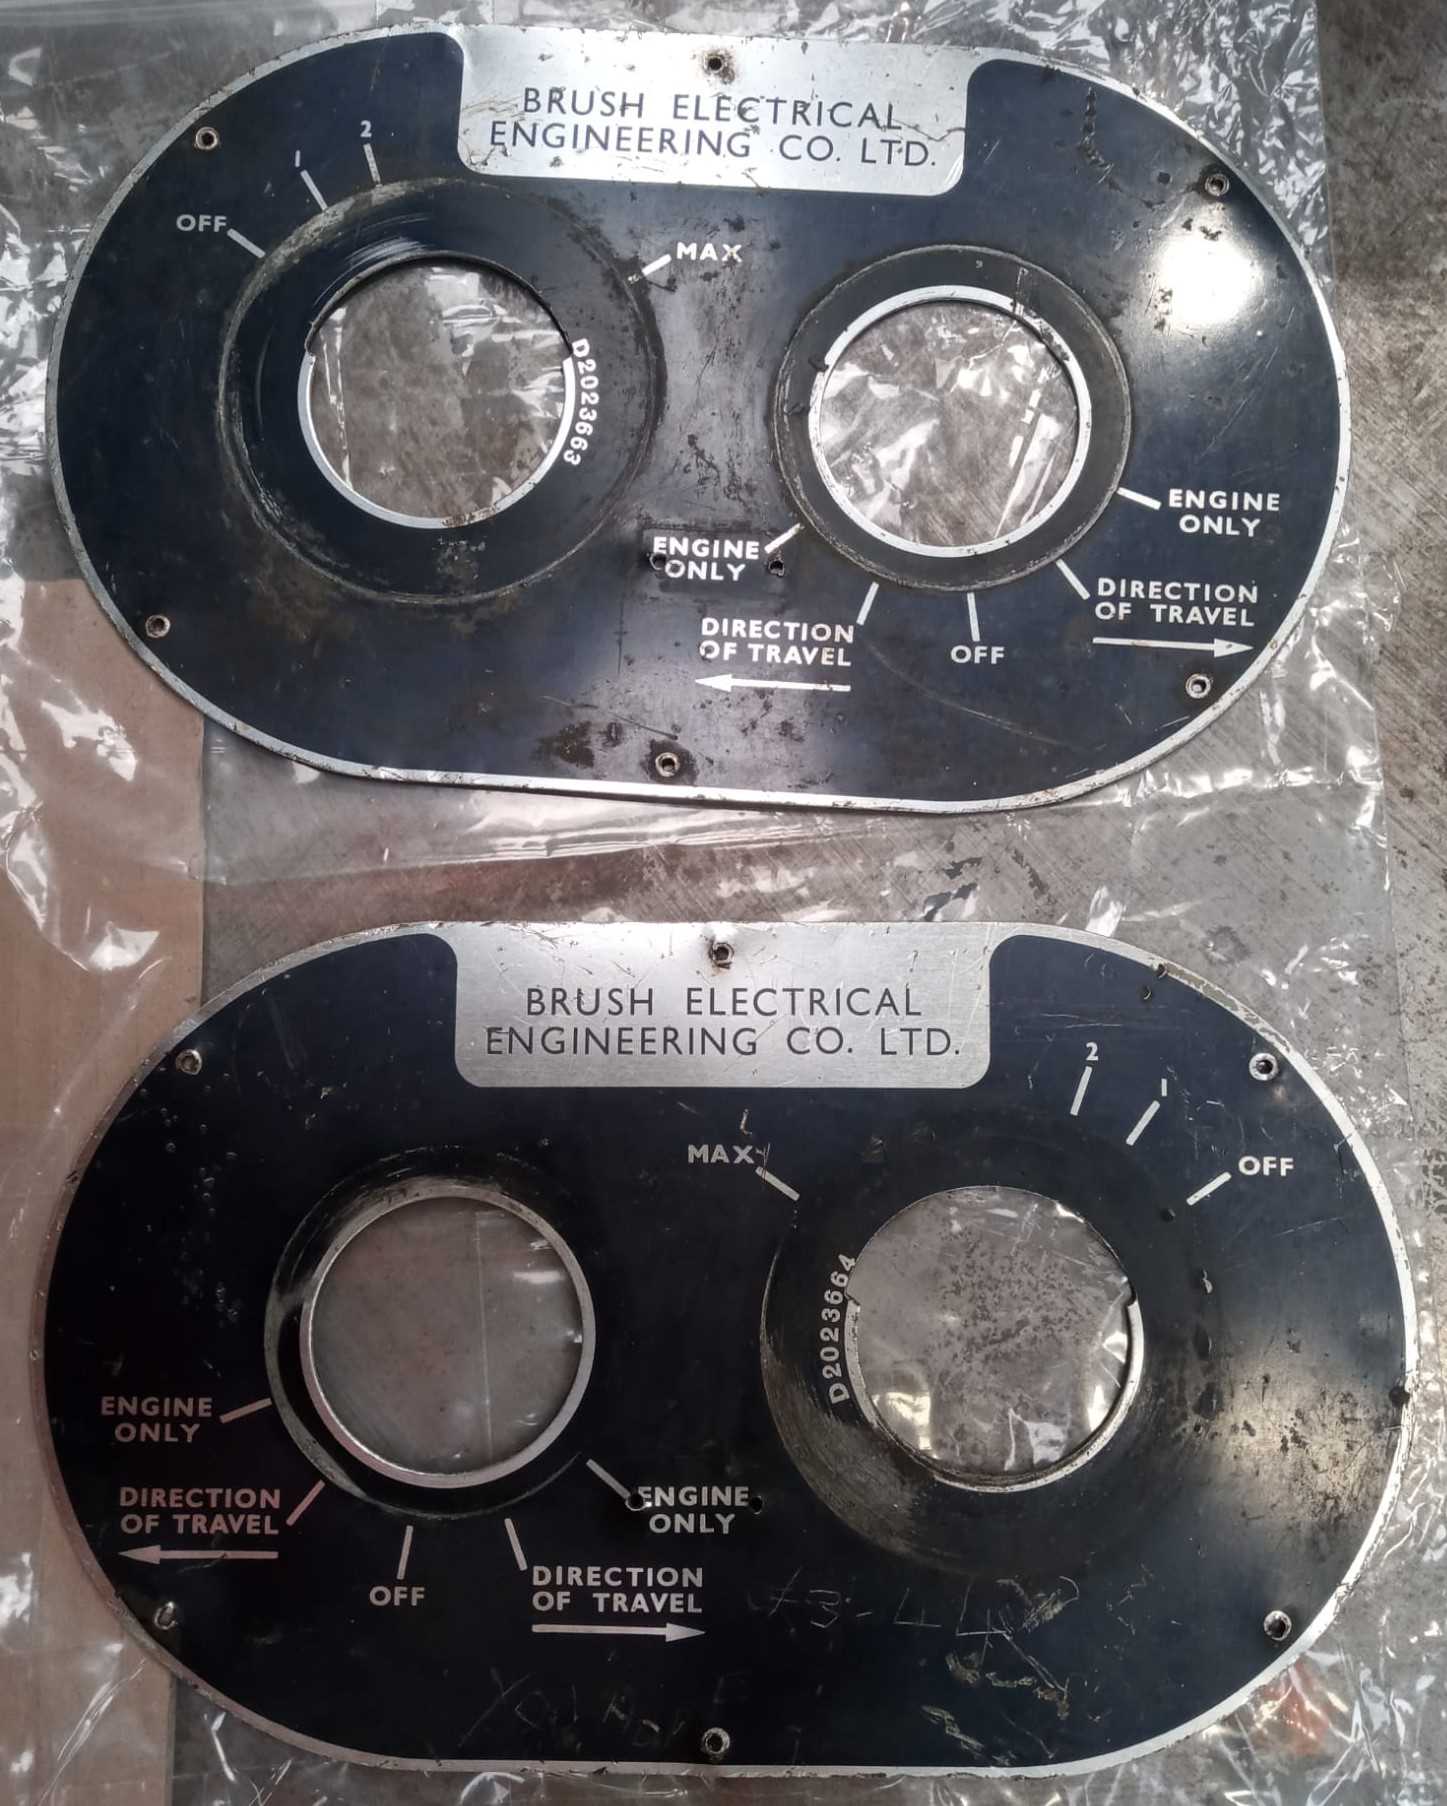 BRUSH ELECTRICAL
ENGINEERING CO. LTD.
2
1
OFF
MAX
D2023663
ENGINE
ONLY
ENGINE
ONLY
DIRECTION
OF TRAVEL
DIRECTION
OF TRAVEL
OFF
BRUSH ELECTRICAL
ENGINEERING CO. LTD.
2
1
MAX
OFF
D2023664
ENGINE
ONLY
DIRECTION
OF TRAVEL
ENGINE
ONLY
OFF
DIRECTION
OF TRAVEL